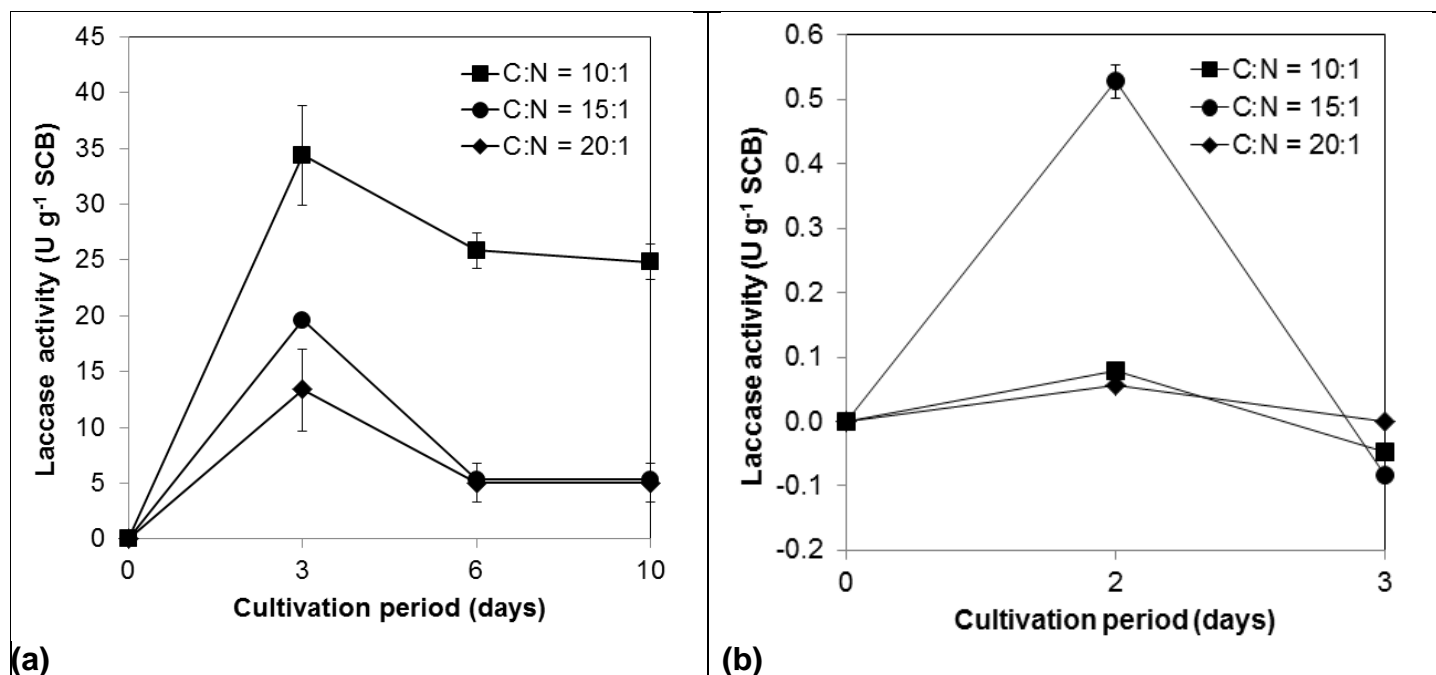 45
40
35
30
25
20
15
10
5
0
Laccase activity (U g-1 SCB)
C:N = 10:1
C:N = 15:1
C:N = 20:1
0 3 6 10
Cultivation period (days)
(a)
0.6
0.5
0.4
0.3
0.2
0.1
0.0
-0.1
-0.2
Laccase activity (U g-1 SCB)
C:N = 10:1
C:N = 15:1
C:N = 20:1
0 2 3
Cultivation period (days)
(b)